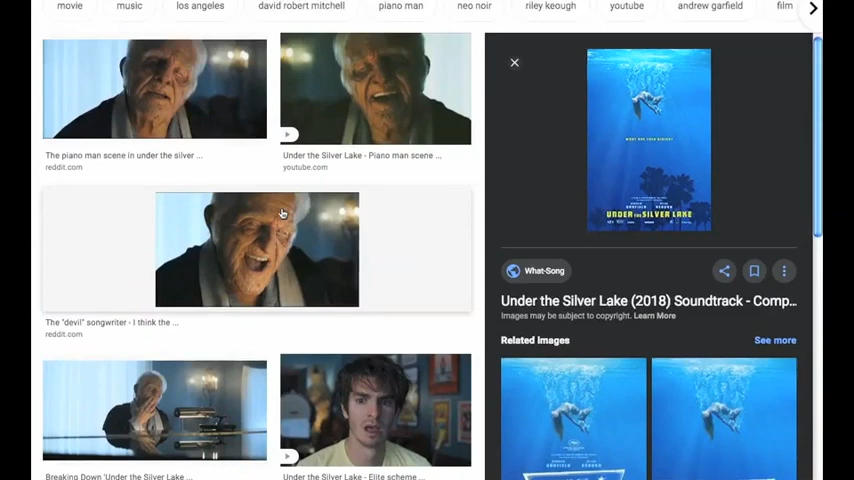 movie
music
los angeles
david robert mitchell
piano man
neo noir
riley keough
youtube
andrew garfield
film
The piano man scene in under the silver ...
reddit.com
Under the Silver Lake - Piano man scene ...
youtube.com
The "devil" songwriter - I think the ...
reddit.com
Breaking Down 'Under the Silver Lake ...
Under the Silver Lake - Elite scheme ...
UNDER THE SILVER LAKE
What-Song
Under the Silver Lake (2018) Soundtrack - Comp...
Images may be subject to copyright. Learn More
Related Images
See more